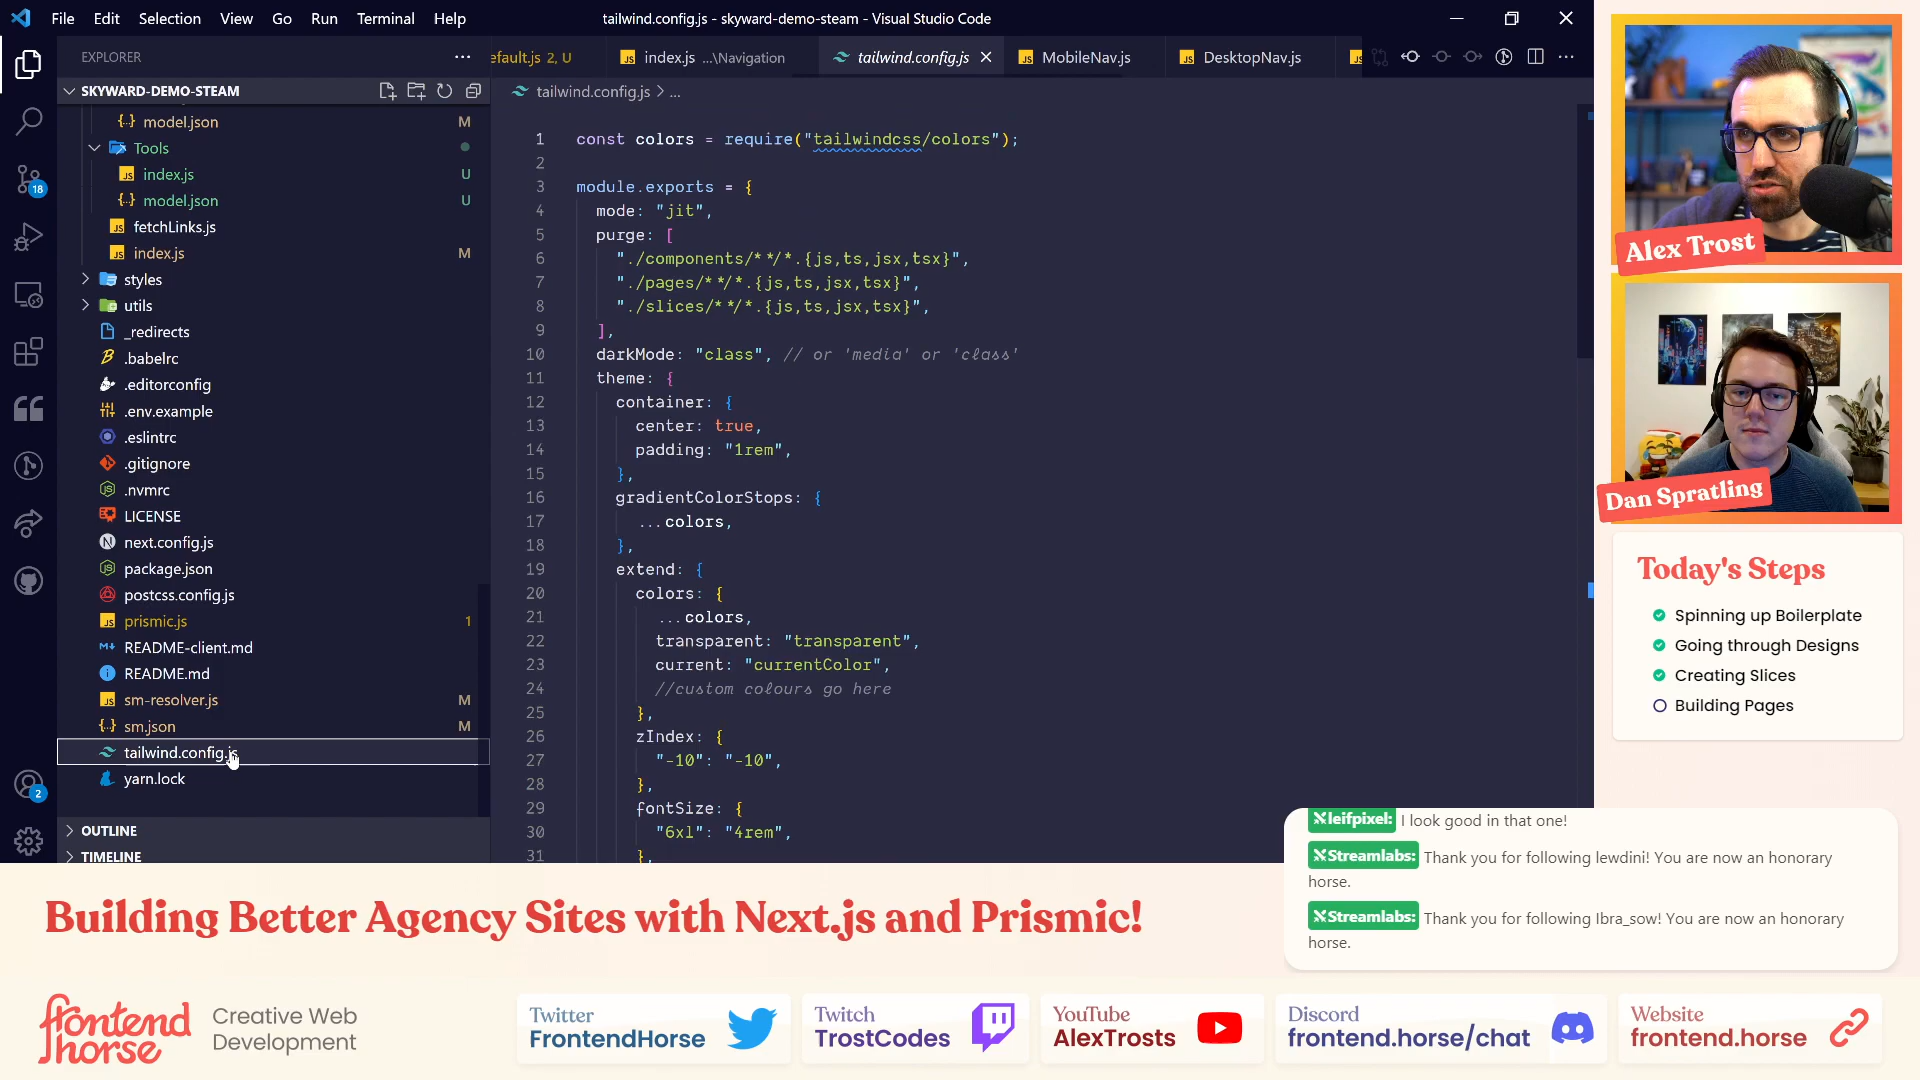 File Edit Selection View Go Run Terminal Help
tailwind.config.js - skyward-demo-steam - Visual Studio Code
EXPLORER
efault.js 2, U
index.js ...\Navigation
tailwind.config.js
MobileNav.js
DesktopNav.js
SKYWARD-DEMO-STEAM
tailwind.config.js > ...
model.json M
Tools
index.js U
model.json U
fetchLinks.js
index.js M
styles
utils
_redirects
.babelrc
.editorconfig
.env.example
.eslintrc
.gitignore
.nvmrc
LICENSE
next.config.js
package.json
postcss.config.js
prismic.js 1
README-client.md
README.md
sm-resolver.js M
sm.json M
tailwind.config.js
yarn.lock
OUTLINE
TIMELINE
18
2
1 const colors = require("tailwindcss/colors");
2
3 module.exports = {
4 mode: "jit",
5 purge: [
6 "./components/**/*.{js,ts,jsx,tsx}",
7 "./pages/**/*.{js,ts,jsx,tsx}",
8 "./slices/**/*.{js,ts,jsx,tsx}",
9 ],
10 darkMode: "class", // or 'media' or 'class'
11 theme: {
12 container: {
13 center: true,
14 padding: "1rem",
15 },
16 gradientColorStops: {
17 ...colors,
18 },
19 extend: {
20 colors: {
21 ...colors,
22 transparent: "transparent",
23 current: "currentColor",
24 //custom colours go here
25 },
26 zIndex: {
27 "-10": "-10",
28 },
29 fontSize: {
30 "6xl": "4rem",
31 },
Alex Trost
Dan Spratling
Today's Steps
Spinning up Boilerplate
Going through Designs
Creating Slices
Building Pages
leifpixel: I look good in that one!
Streamlabs: Thank you for following lewdini! You are now an honorary
horse.
Streamlabs: Thank you for following Ibra_sow! You are now an honorary
horse.
Building Better Agency Sites with Next.js and Prismic!
frontend
horse
Creative Web
Development
Twitter
FrontendHorse
Twitch
TrostCodes
YouTube
AlexTrosts
Discord
frontend.horse/chat
Website
frontend.horse